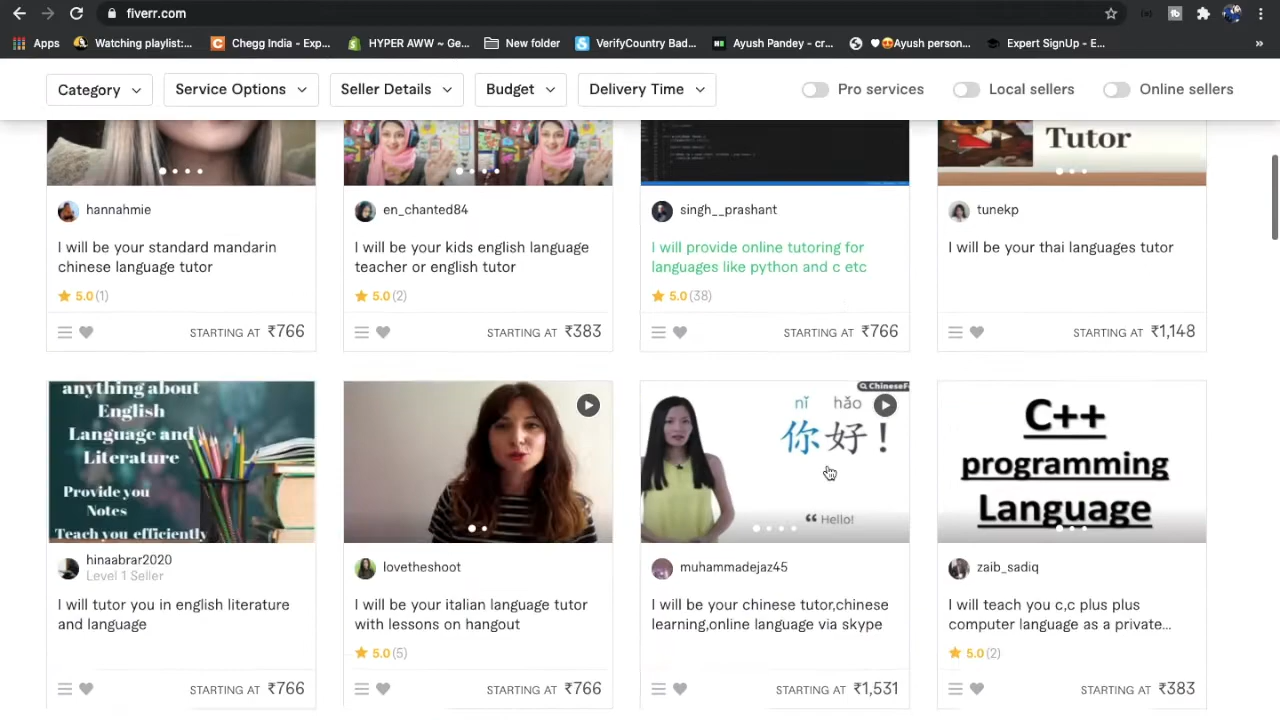 fiverr.com
Apps
Watching playlist:...
Chegg India - Exp...
HYPER AWW ~ Ge...
New folder
VerifyCountry Bad...
Ayush Pandey - cr...
♥😍Ayush person...
Expert SignUp - E...
»
Category
Service Options
Seller Details
Budget
Delivery Time
Pro services
Local sellers
Online sellers
Tutor
hannahmie
I will be your standard mandarin
chinese language tutor
5.0 (1)
STARTING AT ₹766
en_chanted84
I will be your kids english language
teacher or english tutor
5.0 (2)
STARTING AT ₹383
singh__prashant
I will provide online tutoring for
languages like python and c etc
5.0 (38)
STARTING AT ₹766
tunekp
I will be your thai languages tutor
STARTING AT ₹1,148
anything about
English
Language and
Literature
Provide you
Notes
Teach you efficiently
hinaabrar2020
Level 1 Seller
I will tutor you in english literature
and language
STARTING AT ₹766
lovetheshoot
I will be your italian language tutor
with lessons on hangout
5.0 (5)
STARTING AT ₹766
nǐ hǎo
你好!
❝ Hello!
muhammadejaz45
I will be your chinese tutor,chinese
learning,online language via skype
STARTING AT ₹1,531
C++
programming
Language
zaib_sadiq
I will teach you c,c plus plus
computer language as a private...
5.0 (2)
STARTING AT ₹383